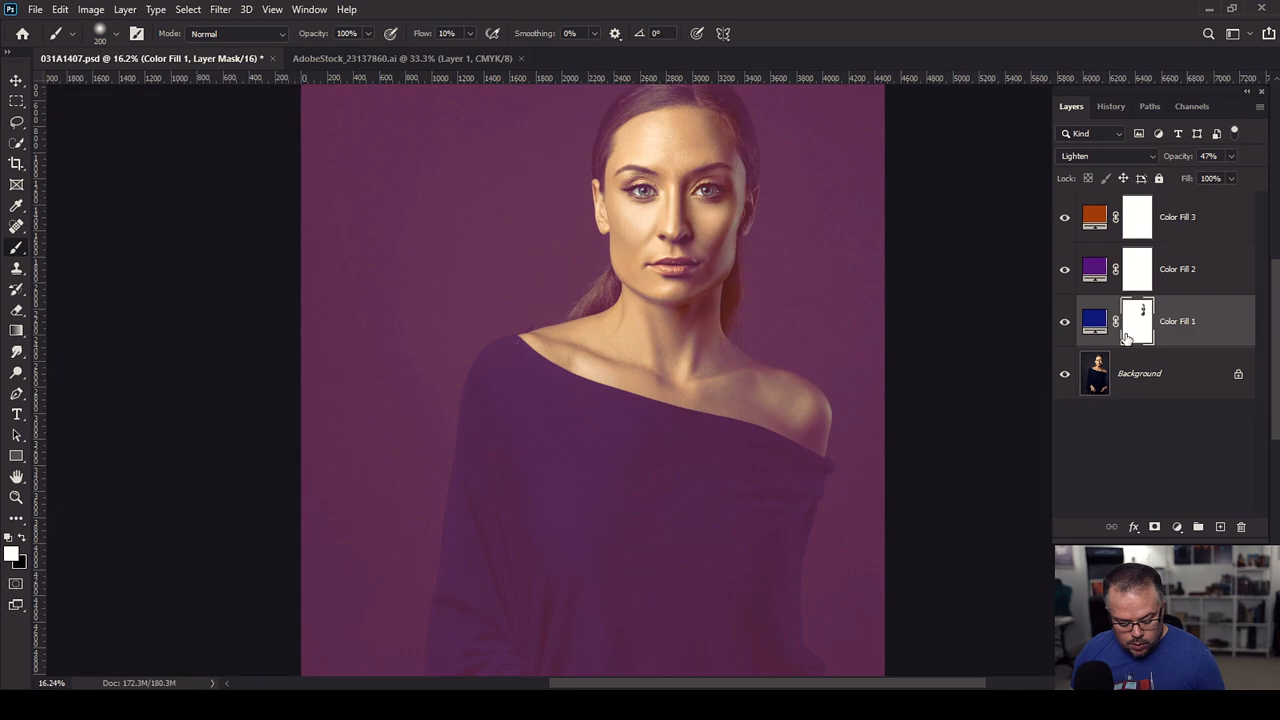 Ps File Edit Image Layer Type Select Filter 3D View Window Help
200 Mode: Normal Opacity: 100% Flow: 10% Smoothing: 0% 0°
031A1407.psd @ 16.2% (Color Fill 1, Layer Mask/16) * × AdobeStock_23137860.ai @ 33.3% (Layer 1, CMYK/8) ×
Layers History Paths Channels
Kind
Lighten Opacity: 47%
Lock: Fill: 100%
Color Fill 3
Color Fill 2
Color Fill 1
Background
fx
16.24% Doc: 172.3M/180.3M